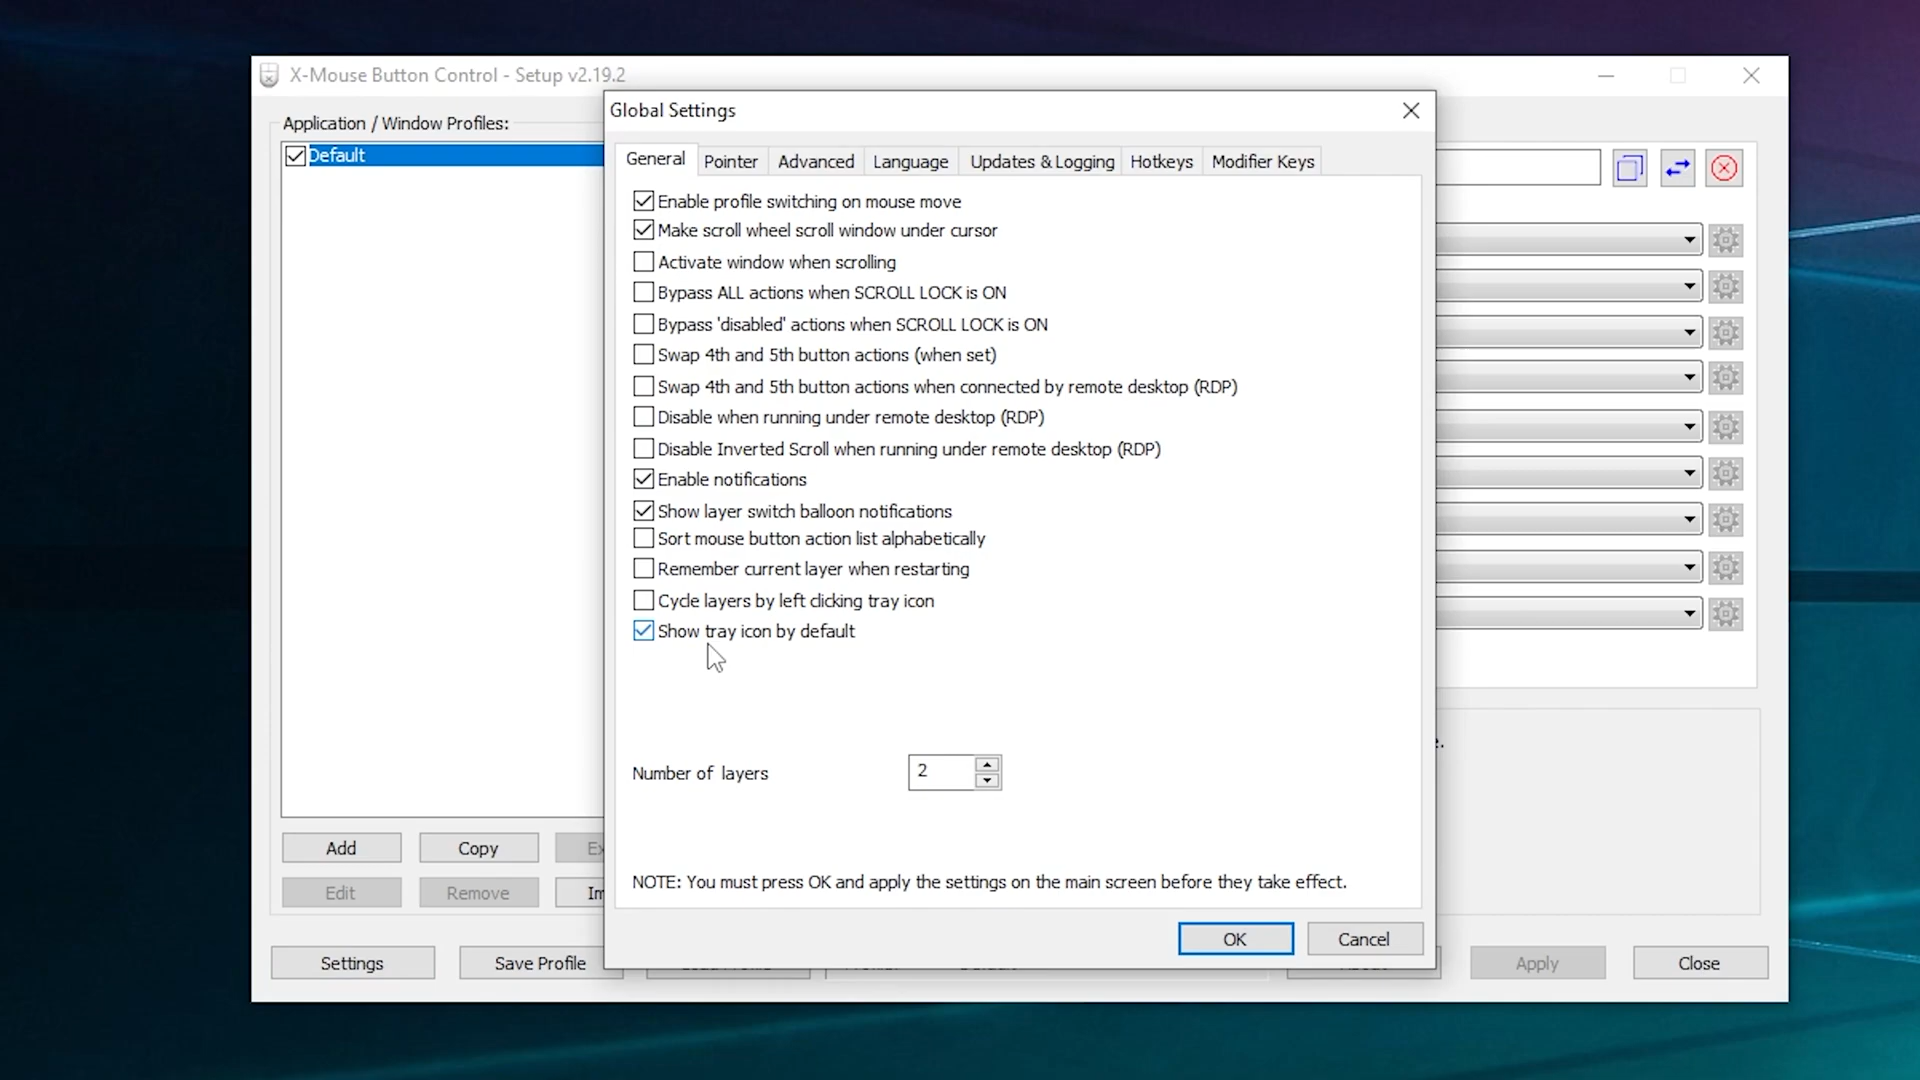 X-Mouse Button Control - Setup v2.19.2
Application / Window Profiles:
Default
Global Settings
General
Pointer
Advanced
Language
Updates & Logging
Hotkeys
Modifier Keys
Enable profile switching on mouse move
Make scroll wheel scroll window under cursor
Activate window when scrolling
Bypass ALL actions when SCROLL LOCK is ON
Bypass 'disabled' actions when SCROLL LOCK is ON
Swap 4th and 5th button actions (when set)
Swap 4th and 5th button actions when connected by remote desktop (RDP)
Disable when running under remote desktop (RDP)
Disable Inverted Scroll when running under remote desktop (RDP)
Enable notifications
Show layer switch balloon notifications
Sort mouse button action list alphabetically
Remember current layer when restarting
Cycle layers by left clicking tray icon
Show tray icon by default
Number of layers
2
NOTE: You must press OK and apply the settings on the main screen before they take effect.
OK
Cancel
Add
Copy
Ex
Edit
Remove
Im
Settings
Save Profile
Apply
Close